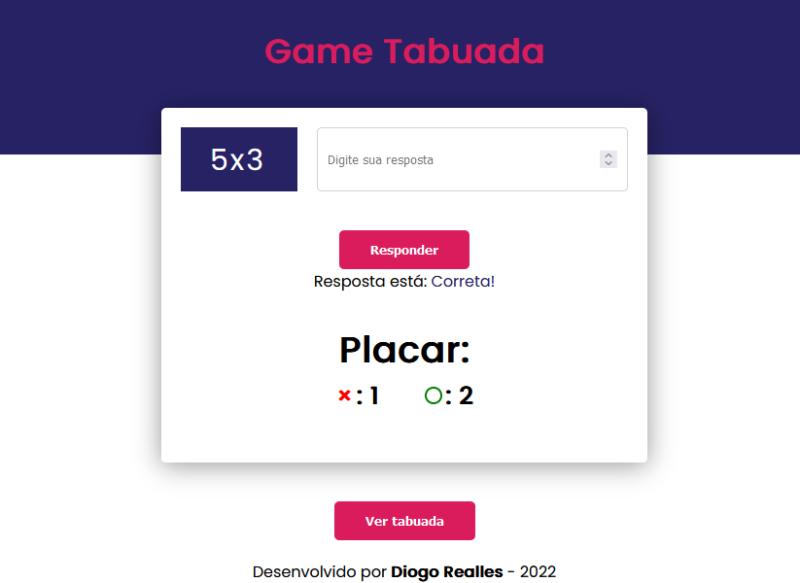 Game Tabuada
5x3
Digite sua resposta
Responder
Resposta está: Correta!
Placar:
×: 1 ○: 2
Ver tabuada
Desenvolvido por Diogo Realles - 2022